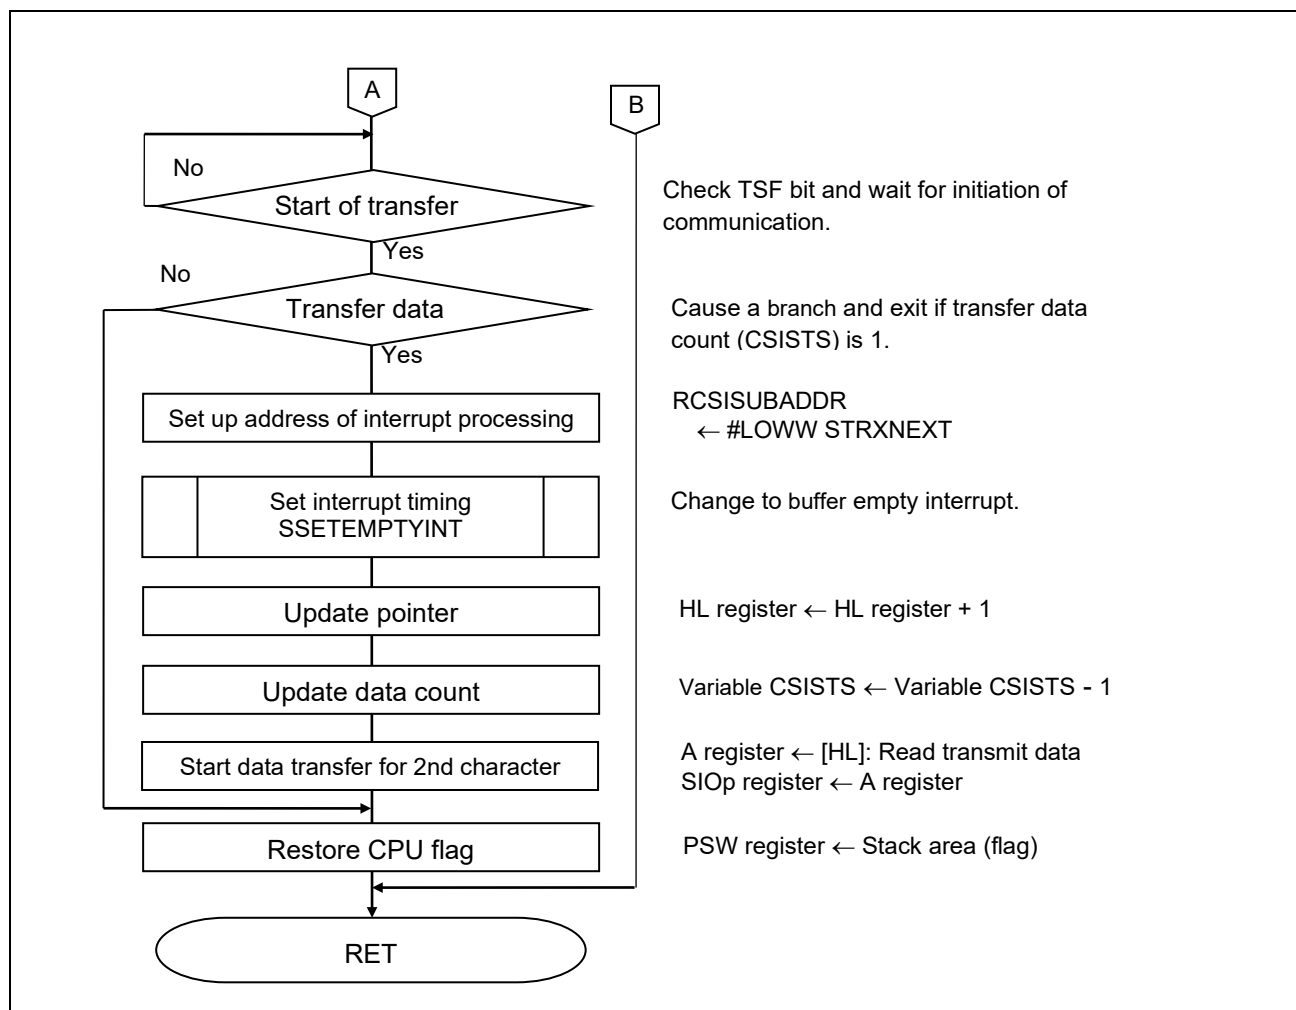 A
B
No
Start of transfer
Check TSF bit and wait for initiation of
communication.
Yes
No
Transfer data
Cause a branch and exit if transfer data
count (CSISTS) is 1.
Yes
Set up address of interrupt processing
RCSISUBADDR
← #LOWW STRXNEXT
Set interrupt timing
SSETEMPTYINT
Change to buffer empty interrupt.
Update pointer
HL register ← HL register + 1
Update data count
Variable CSISTS ← Variable CSISTS - 1
Start data transfer for 2nd character
A register ← [HL]: Read transmit data
SIOp register ← A register
Restore CPU flag
PSW register ← Stack area (flag)
RET